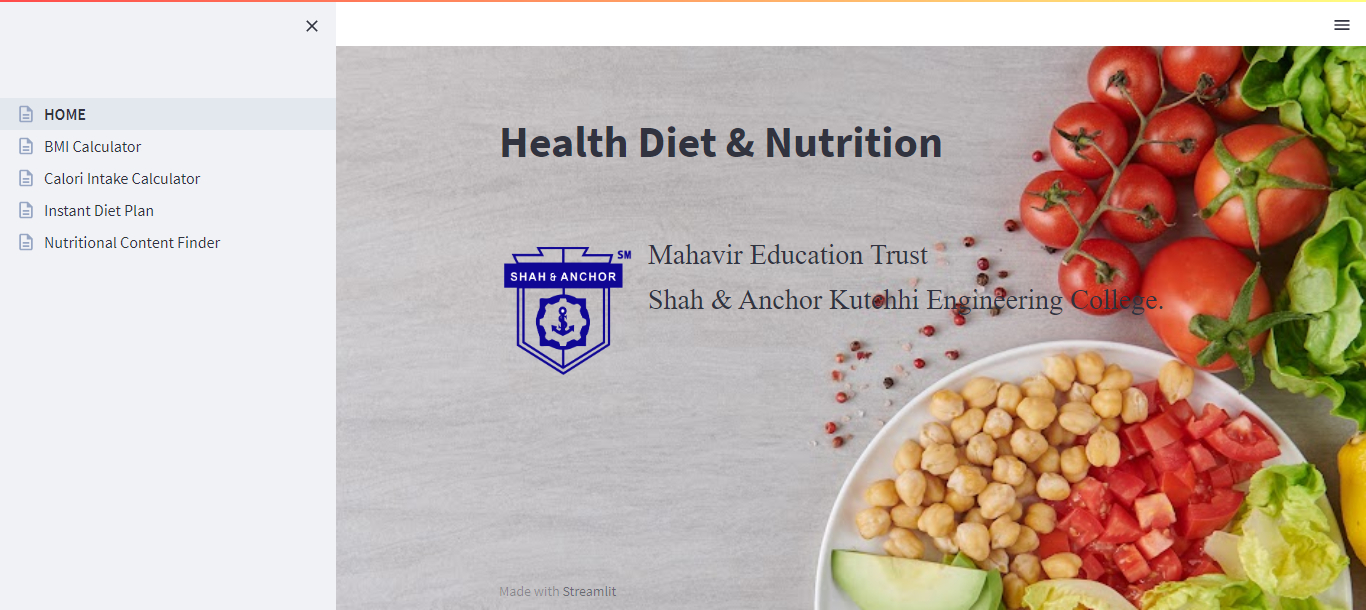 HOME
BMI Calculator
Calori Intake Calculator
Instant Diet Plan
Nutritional Content Finder
Health Diet & Nutrition
SM
SHAH & ANCHOR
Mahavir Education Trust
Shah & Anchor Kutchhi Engineering College.
Made with Streamlit